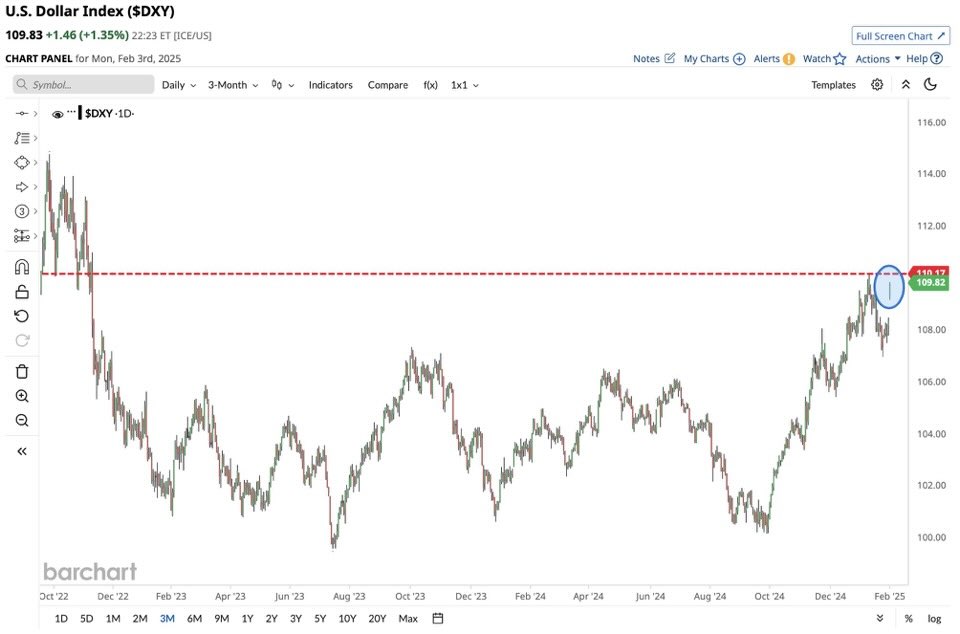 U.S. Dollar Index ($DXY)
109.83 +1.46 (+1.35%) 22:23 ET [ICE/US]
Full Screen Chart
CHART PANEL for Mon, Feb 3rd, 2025
Notes My Charts Alerts Watch Actions Help
Symbol... Daily 3-Month Indicators Compare f(x) 1x1 Templates
$DXY ·1D·
116.00
114.00
112.00
110.17
109.82
108.00
106.00
104.00
102.00
100.00
3
barchart
Oct '22 Dec '22 Feb '23 Apr '23 Jun '23 Aug '23 Oct '23 Dec '23 Feb '24 Apr '24 Jun '24 Aug '24 Oct '24 Dec '24 Feb '25
1D 5D 1M 2M 3M 6M 9M 1Y 2Y 3Y 5Y 10Y 20Y Max % log